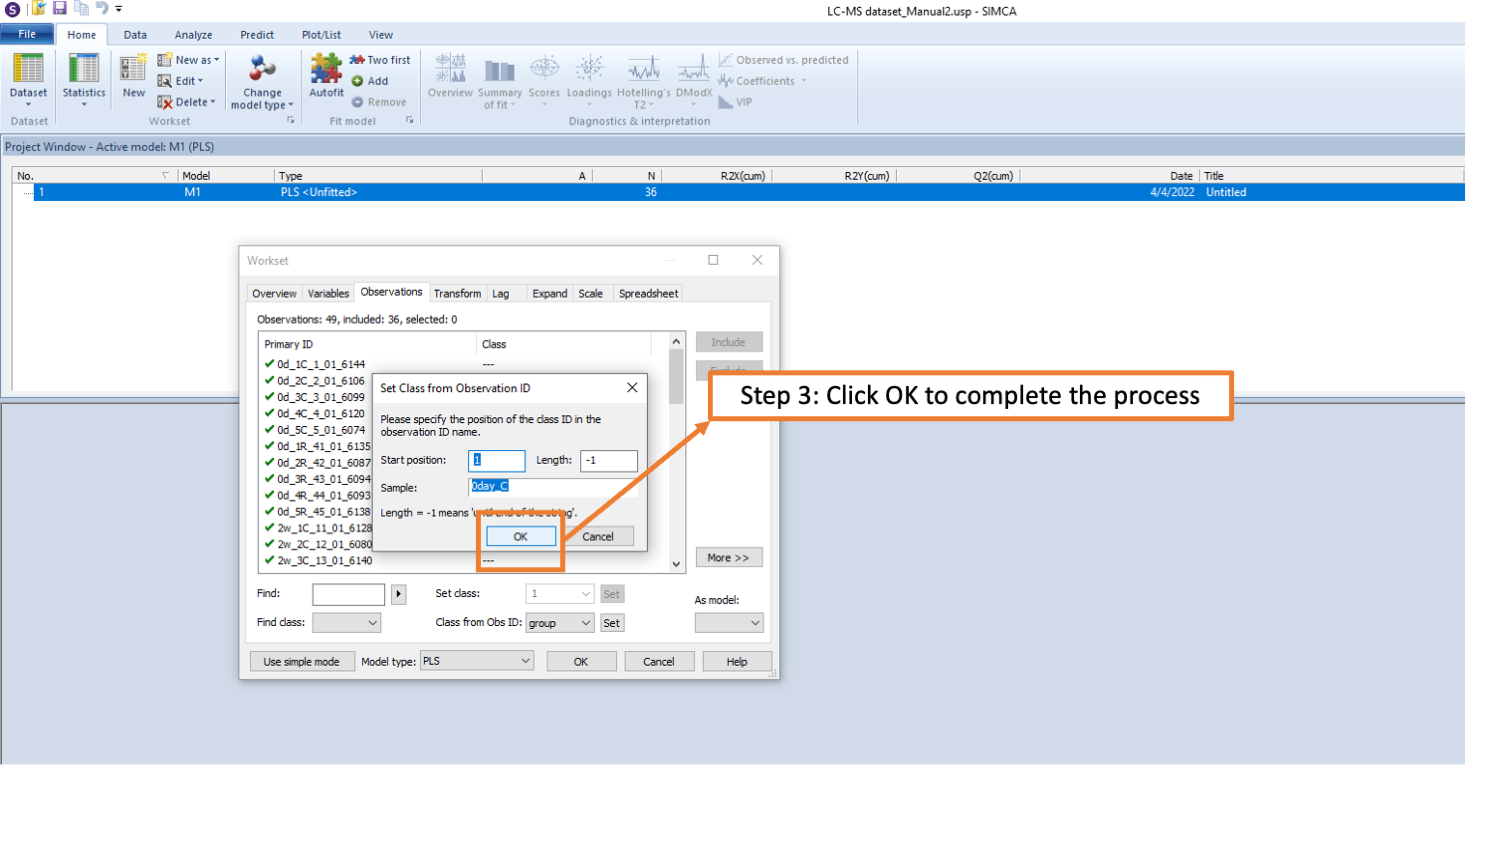 LC-MS dataset_Manual2.usp - SIMCA
File Home Data Analyze Predict Plot/List View
Dataset Statistics New New as Edit Delete Change model type Autofit Two first Add Remove Overview Summary of fit Scores Loadings Hotelling's T2 DModX Observed vs. predicted Coefficients VIP
Dataset Workset Fit model Diagnostics & interpretation
Project Window - Active model: M1 (PLS)
No. Model Type A N R2X(cum) R2Y(cum) Q2(cum) Date Title
1 M1 PLS <Unfitted> 36 4/4/2022 Untitled
Workset
Overview Variables Observations Transform Lag Expand Scale Spreadsheet
Observations: 49, included: 36, selected: 0
Primary ID Class
Include
0d_1C_1_01_6144 ---
0d_2C_2_01_6106
0d_3C_3_01_6099
0d_4C_4_01_6120
0d_5C_5_01_6074
0d_1R_41_01_6135
0d_2R_42_01_6087
0d_3R_43_01_6094
0d_4R_44_01_6093
0d_5R_45_01_6138
2w_1C_11_01_6128
2w_2C_12_01_6080
2w_3C_13_01_6140 ---
Set Class from Observation ID
Please specify the position of the class ID in the
observation ID name.
Start position: 1 Length: -1
Sample: 0day_C
Length = -1 means 'until end of the string'.
OK Cancel
Step 3: Click OK to complete the process
More >>
Find: Set class: 1 Set
As model:
Find class: Class from Obs ID: group Set
Use simple mode Model type: PLS OK Cancel Help